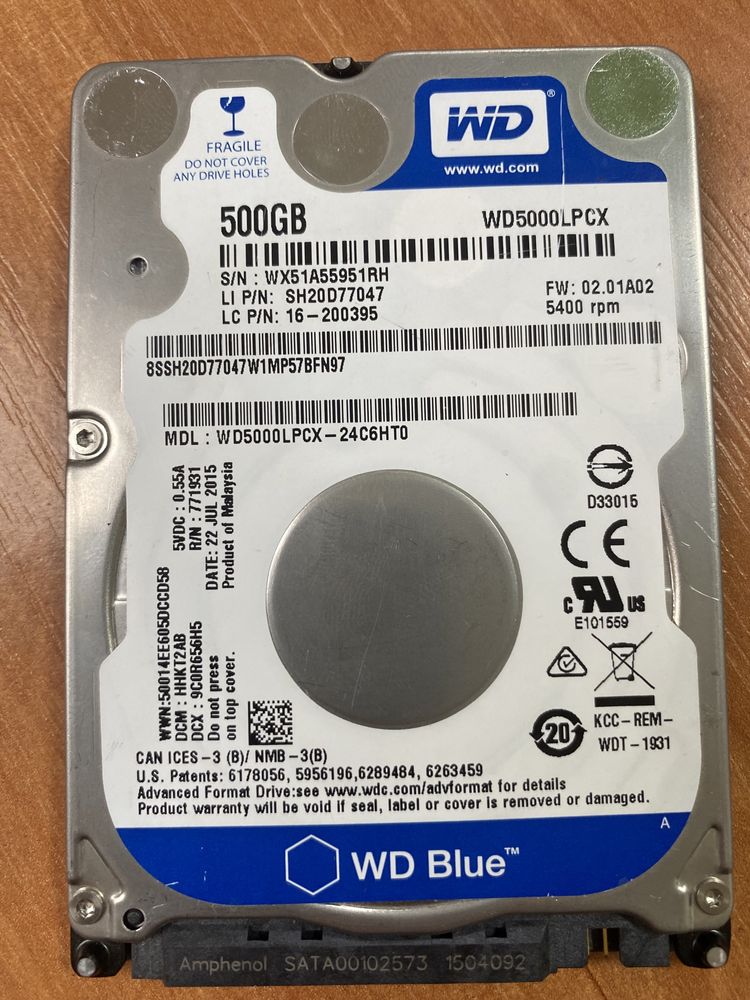 FRAGILE
DO NOT COVER
ANY DRIVE HOLES
WD®
www.wd.com
500GB
WD5000LPCX
S/N : WX51A55951RH
LI P/N: SH20D77047
LC P/N: 16-200395
FW: 02.01A02
5400 rpm
8SSH20D77047W1MP57BFN97
MDL : WD5000LPCX-24C6HT0
5VDC : 0.55A
R/N : 771931
DATE: 22 JUL 2015
Product of Malaysia
WWN:50014EE605DCCD58
DCM : HHKT2AB
DCX : 9C0R656H5
Do not press
on top cover.
D33015
CE
c RU US
E101559
20
KCC-REM-
WDT-1931
CAN ICES-3 (B)/ NMB-3(B)
U.S. Patents: 6178056, 5956196,6289484, 6263459
Advanced Format Drive:see www.wdc.com/advformat for details
Product warranty will be void if seal, label or cover is removed or damaged.
A
WD Blue™
Amphenol SATA00102573 1504092